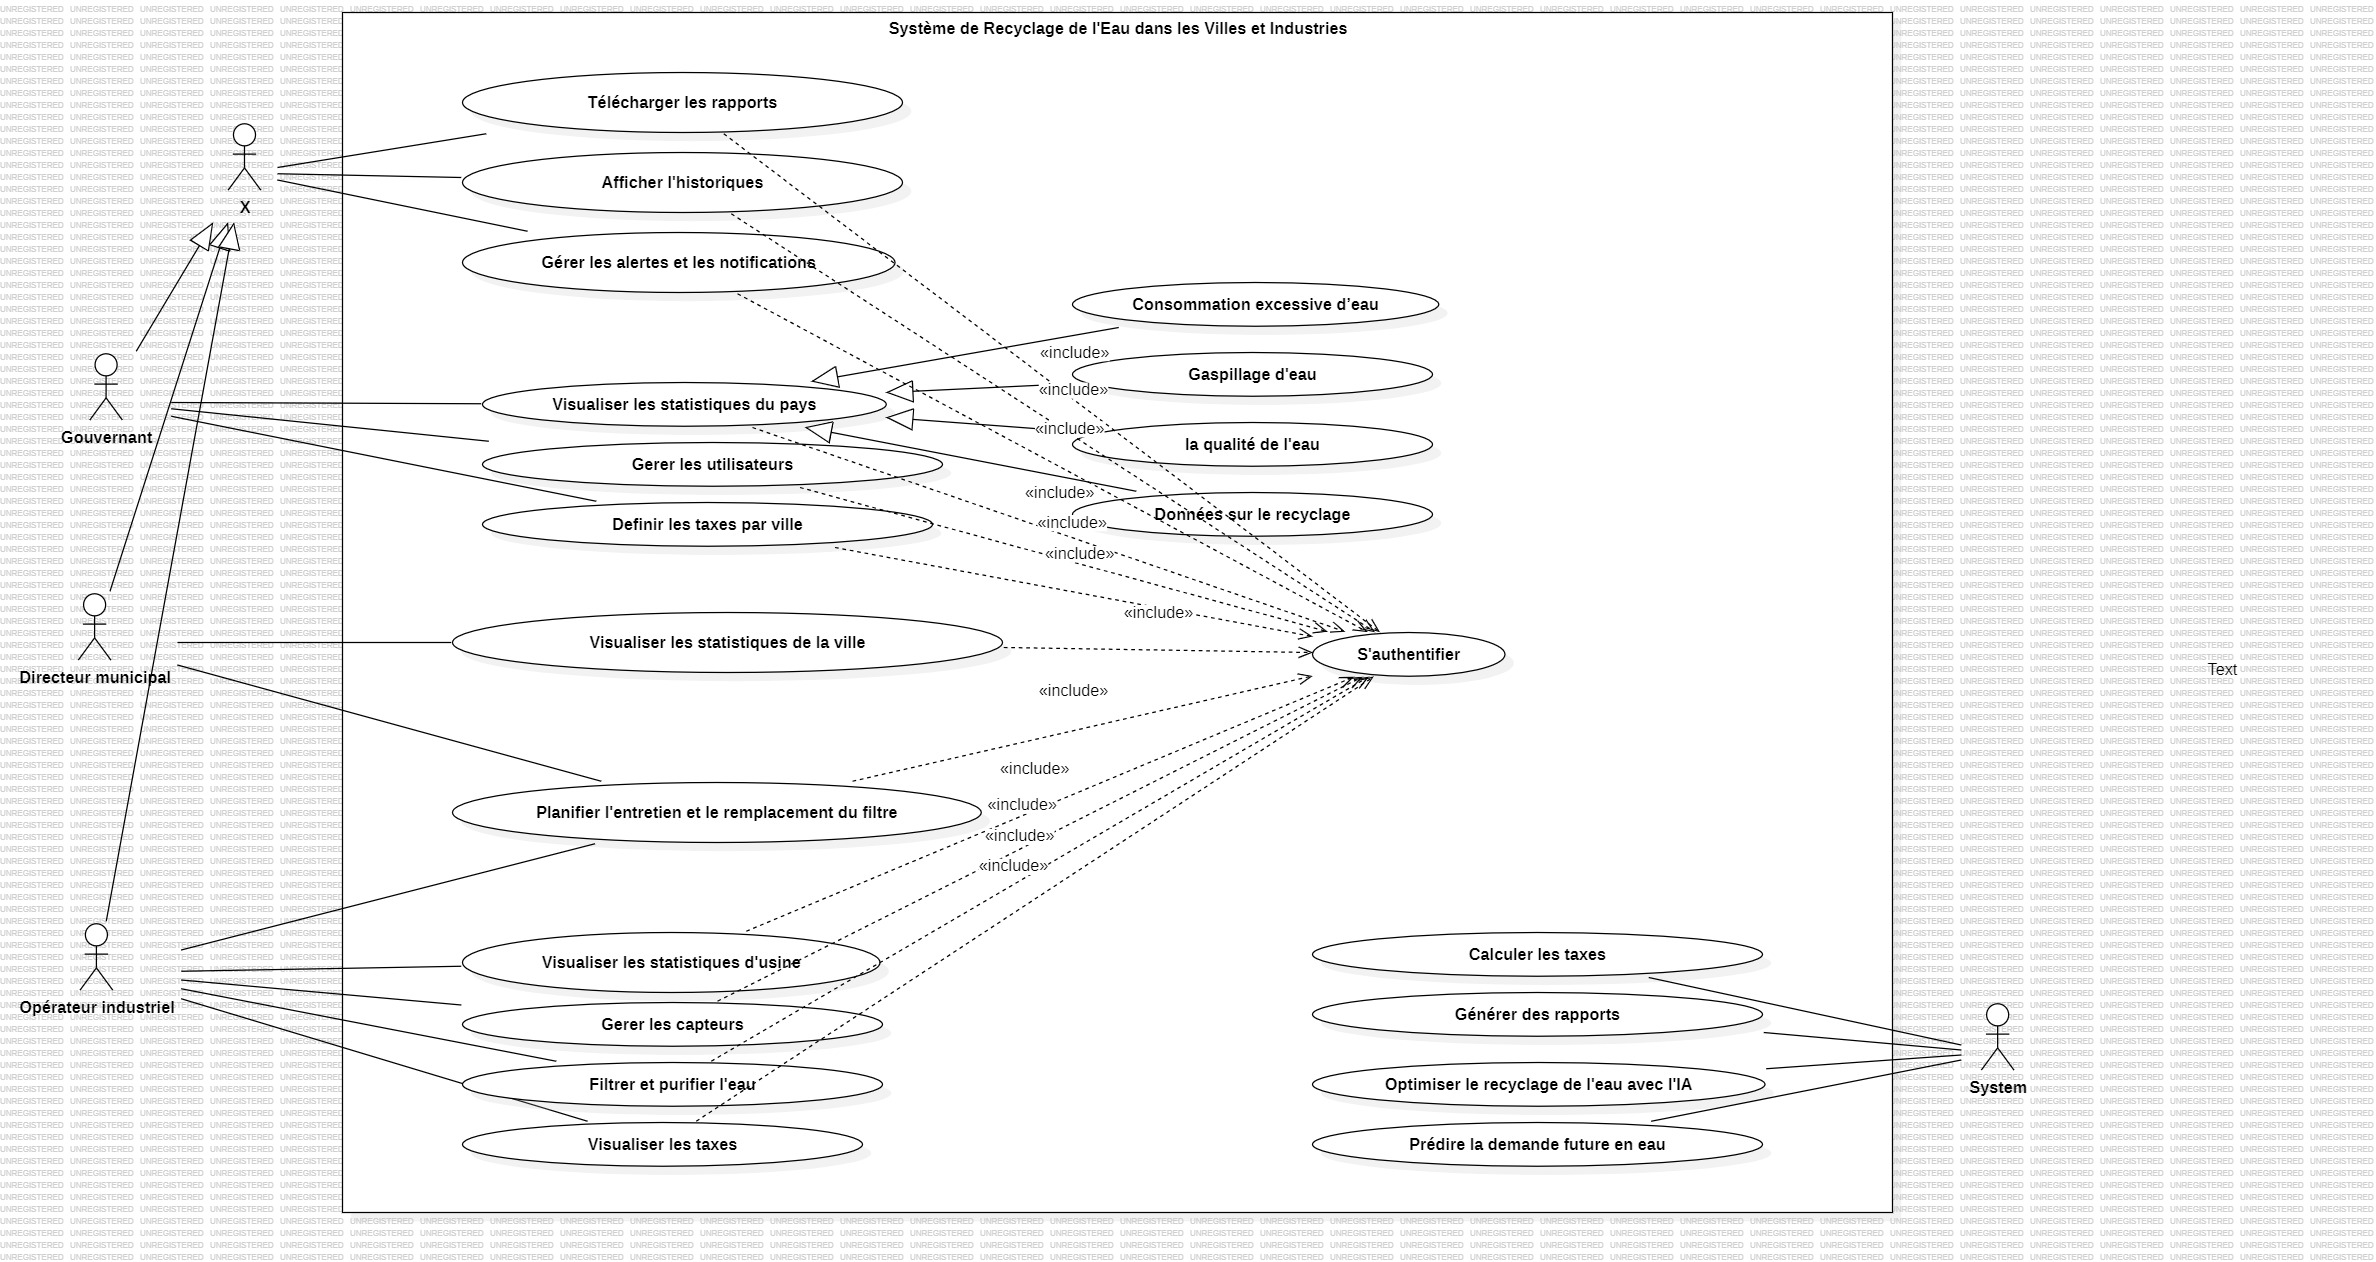 Système de Recyclage de l'Eau dans les Villes et Industries
Télécharger les rapports
Afficher l'historiques
X
Gérer les alertes et les notifications
Consommation excessive d’eau
«include»
Gaspillage d'eau
«include»
Visualiser les statistiques du pays
«include»
Gouvernant
la qualité de l'eau
Gerer les utilisateurs
«include»
Données sur le recyclage
Definir les taxes par ville
«include»
«include»
«include»
Visualiser les statistiques de la ville
S'authentifier
Text
Directeur municipal
«include»
«include»
«include»
Planifier l'entretien et le remplacement du filtre
«include»
«include»
Calculer les taxes
Visualiser les statistiques d'usine
Opérateur industriel
Générer des rapports
Gerer les capteurs
Optimiser le recyclage de l'eau avec l'IA
Filtrer et purifier l'eau
System
Prédire la demande future en eau
Visualiser les taxes
UNREGISTERED